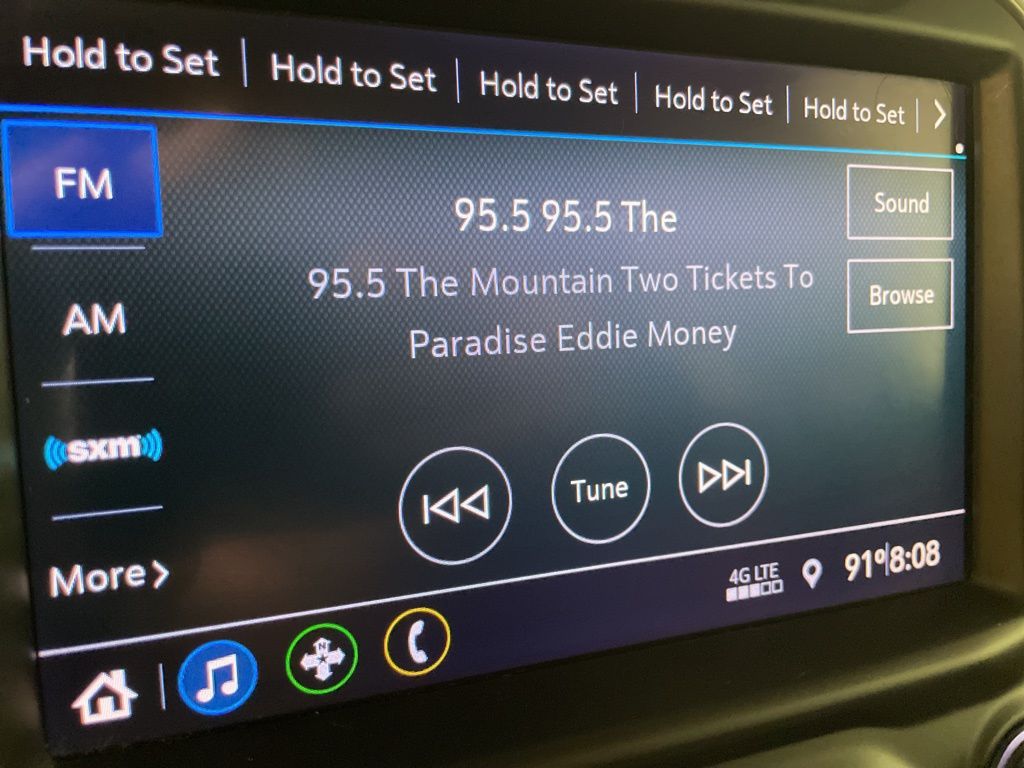 Hold to Set Hold to Set Hold to Set Hold to Set Hold to Set >
FM
Sound
95.5 95.5 The
95.5 The Mountain Two Tickets To
Paradise Eddie Money
Browse
AM
sxm
Tune
More >
4G LTE
91° 8:08
N